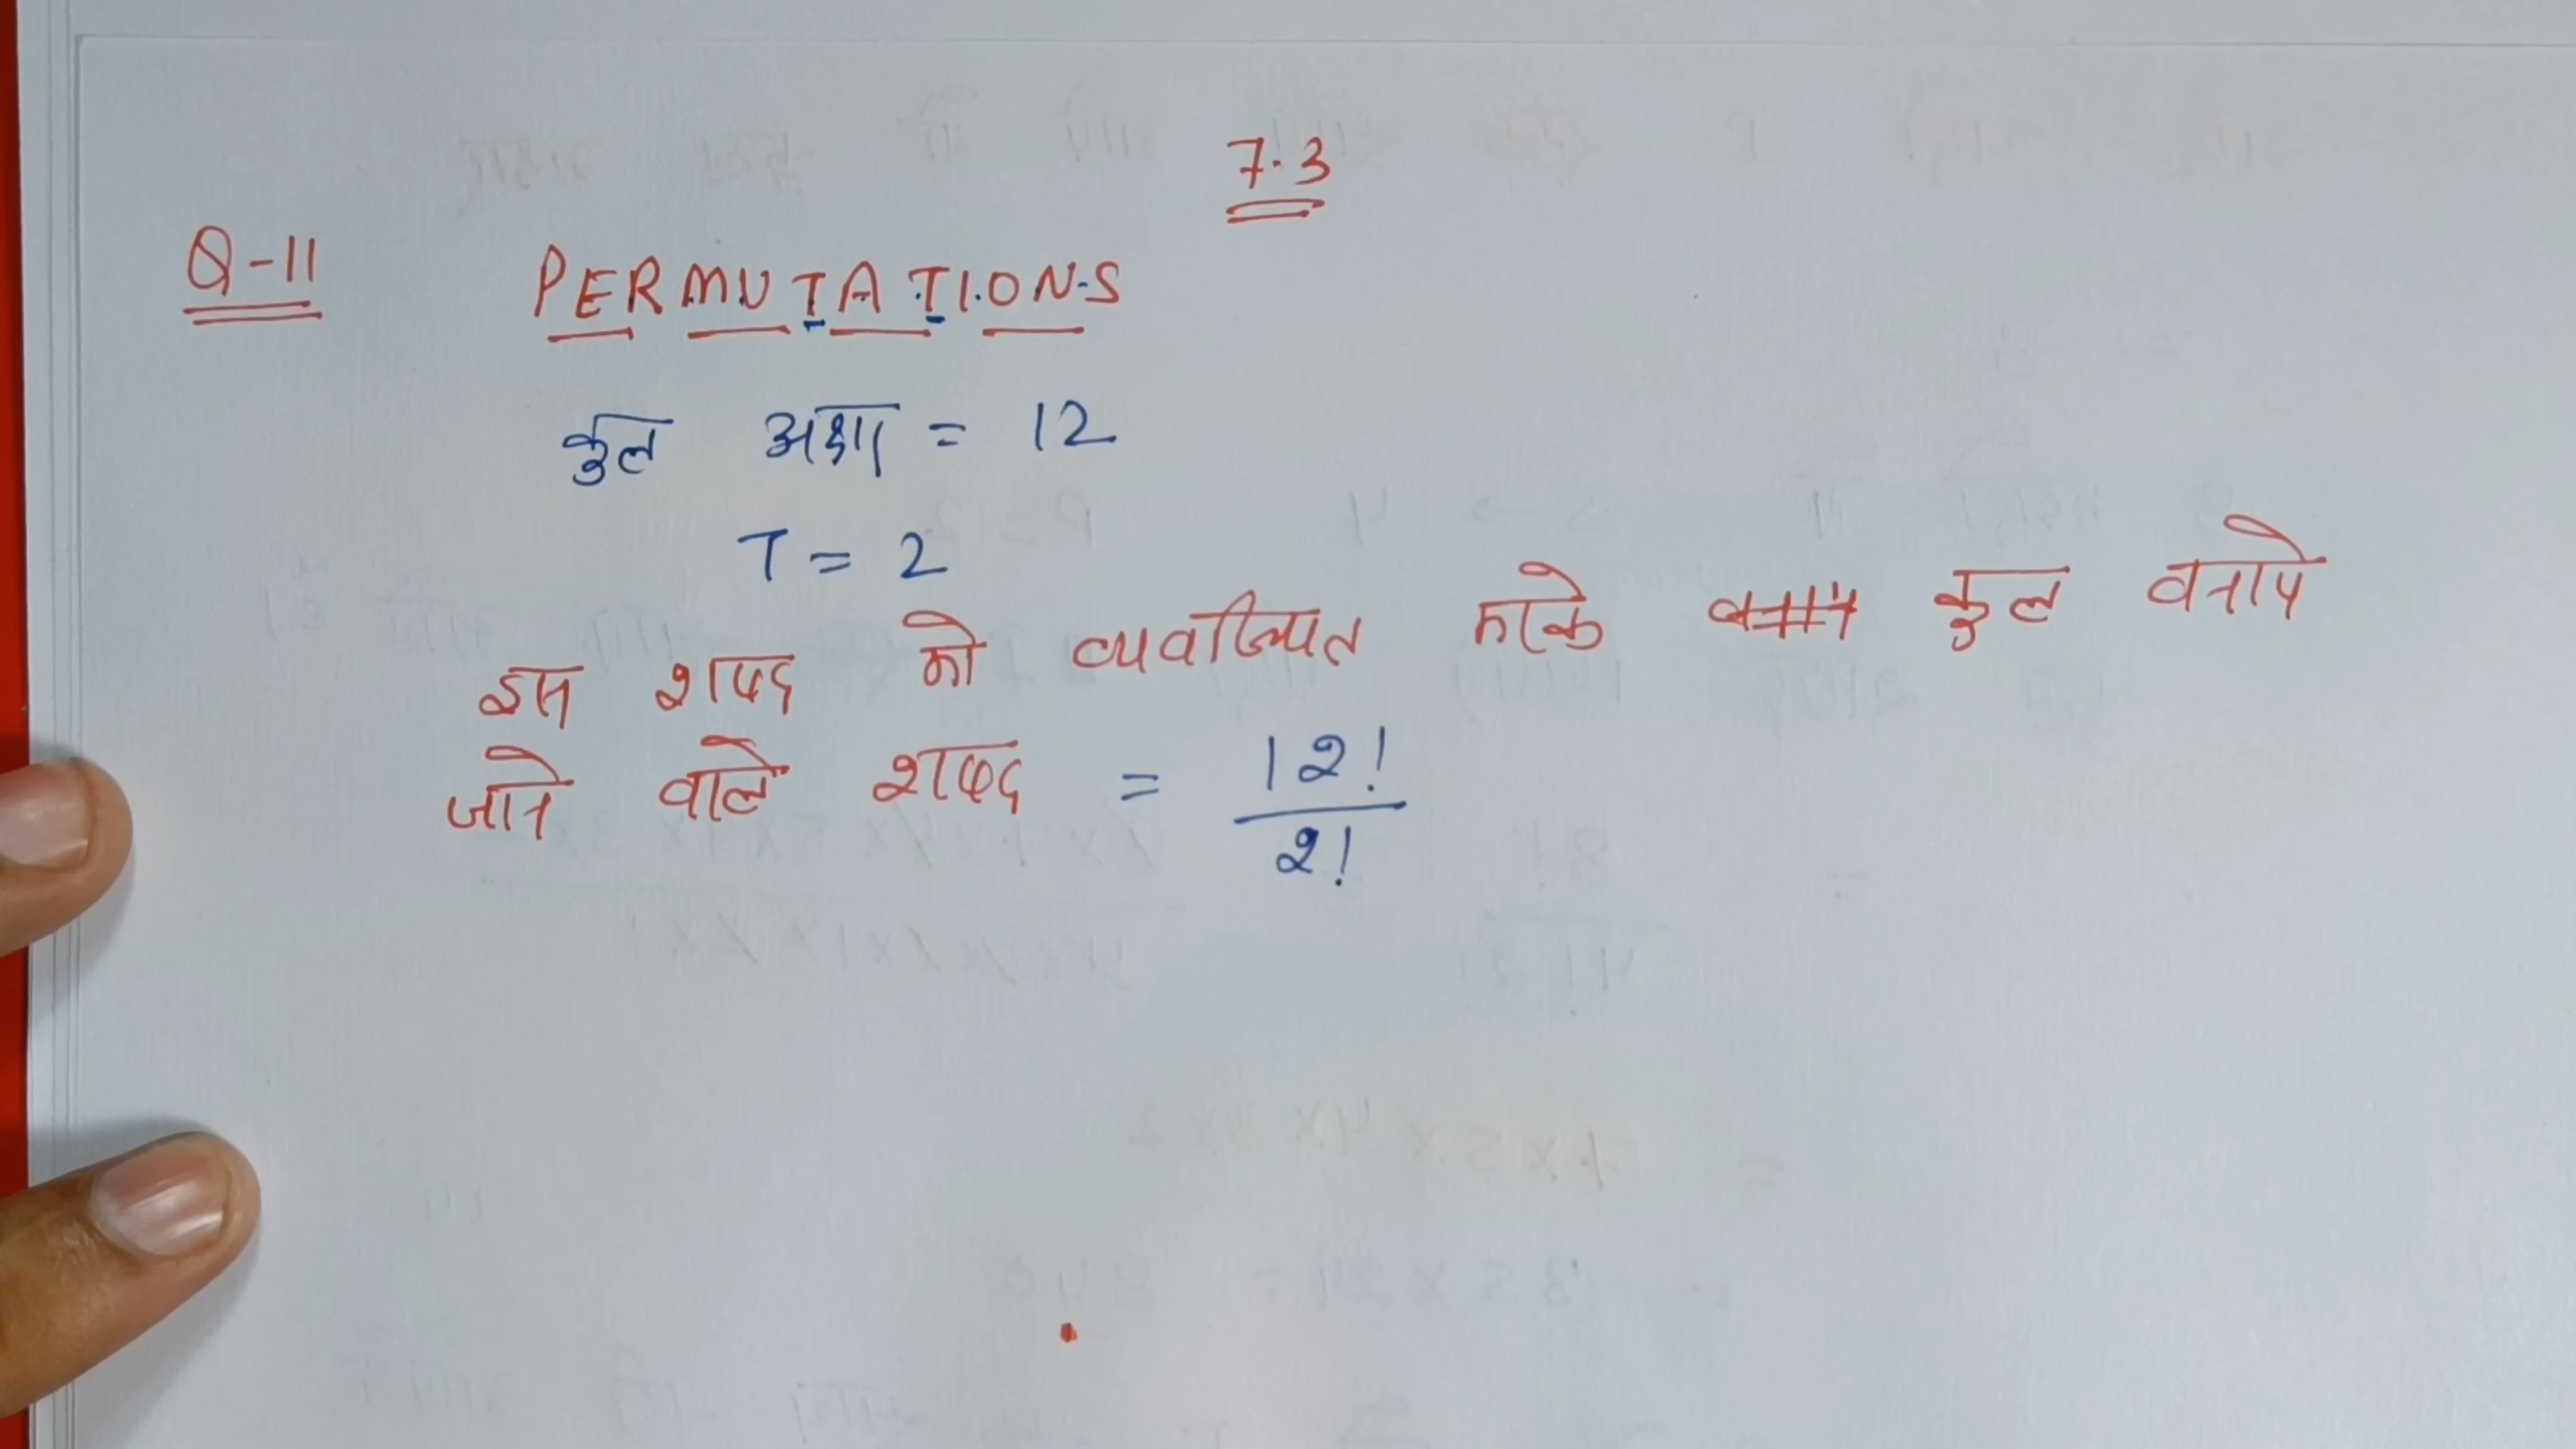 7.3
Q-11 PERMUTATIONS
कुल अक्षर = 12
T = 2
इस शब्द को व्यवस्थित करके कुल बनाये
जाने वाले शब्द = 12!/2!